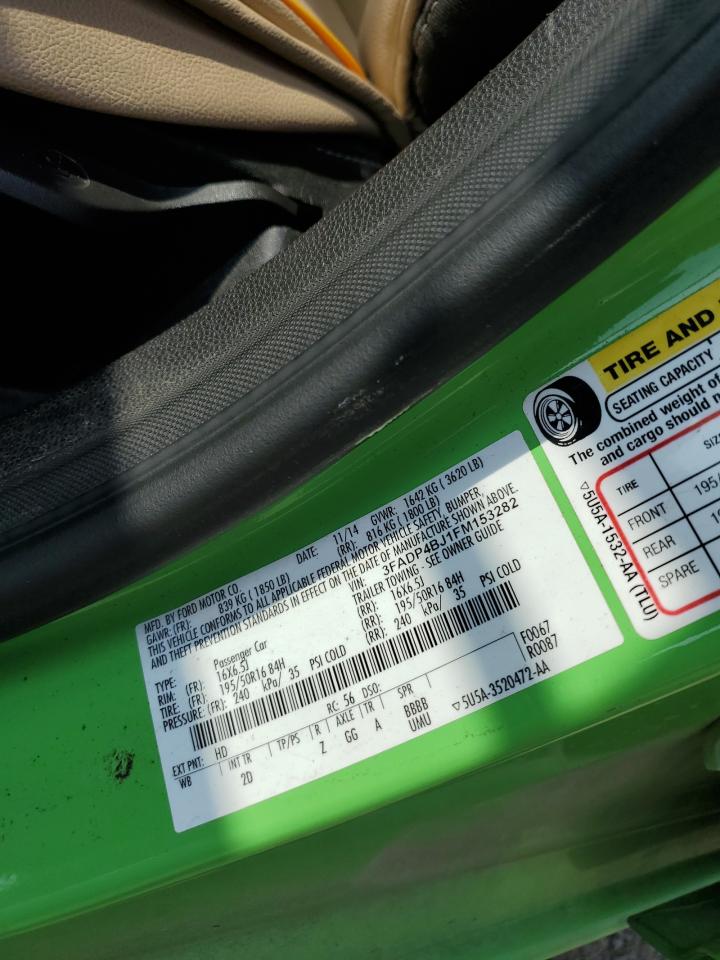 MFD. BY FORD MOTOR CO.
DATE: 11/14 GVWR: 1642 KG ( 3620 LB)
GAWR: (FR): 839 KG ( 1850 LB) (RR): 816 KG ( 1800 LB)
THIS VEHICLE CONFORMS TO ALL APPLICABLE FEDERAL MOTOR VEHICLE SAFETY, BUMPER,
AND THEFT PREVENTION STANDARDS IN EFFECT ON THE DATE OF MANUFACTURE SHOWN ABOVE.
VIN: 3FADP4BJ1FM153282
TYPE: Passenger Car TRAILER TOWING - SEE OWNER GUIDE
RIM: (FR): 16X6.5J (RR): 16X6.5J
TIRE: (FR): 195/50R16 84H (RR): 195/50R16 84H
PRESSURE: (FR): 240 kPa/ 35 PSI COLD (RR): 240 kPa/ 35 PSI COLD
EXT PNT: HD RC: 56 DSO: F0067
WB INT TR TP/PS R AXLE TR SPR R0087
2D Z GG A BBBB
UMU ▽5U5A-3520472-AA
TIRE AND
SEATING CAPACITY
The combined weight of
and cargo should
TIRE
FRONT 195/
REAR
SPARE
▽5U5A-1532-AA (TLU)